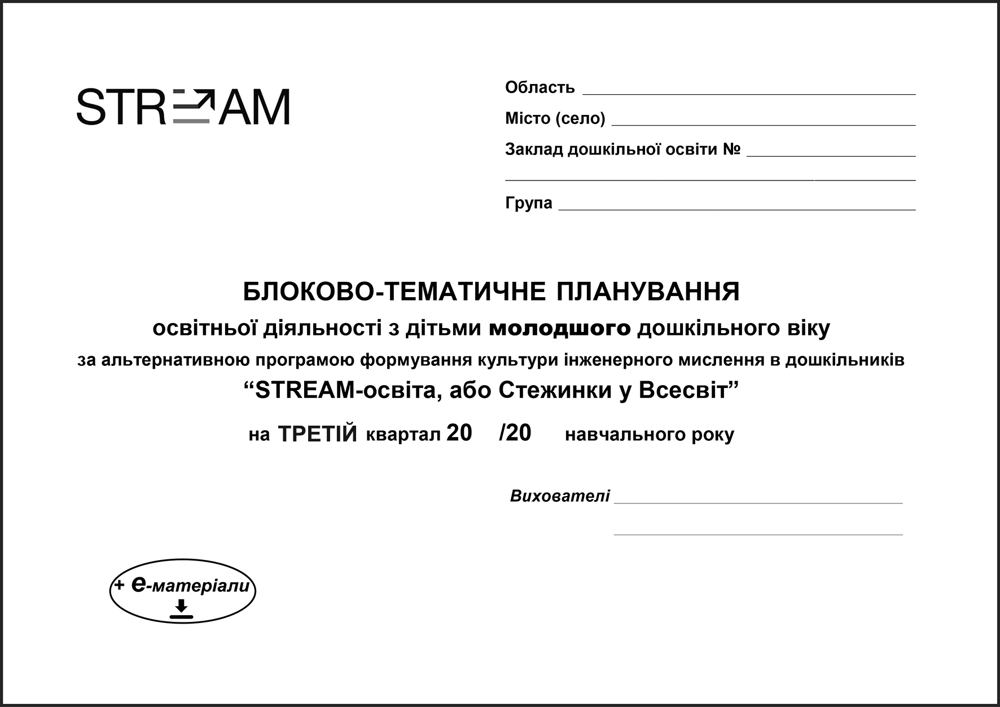 STREAM
Область
Місто (село)
Заклад дошкільної освіти №
Група
БЛОКОВО-ТЕМАТИЧНЕ ПЛАНУВАННЯ
освітньої діяльності з дітьми молодшого дошкільного віку
за альтернативною програмою формування культури інженерного мислення в дошкільників
“STREAM-освіта, або Стежинки у Всесвіт”
на ТРЕТІЙ квартал 20 /20 навчального року
Вихователі
+ е-матеріали